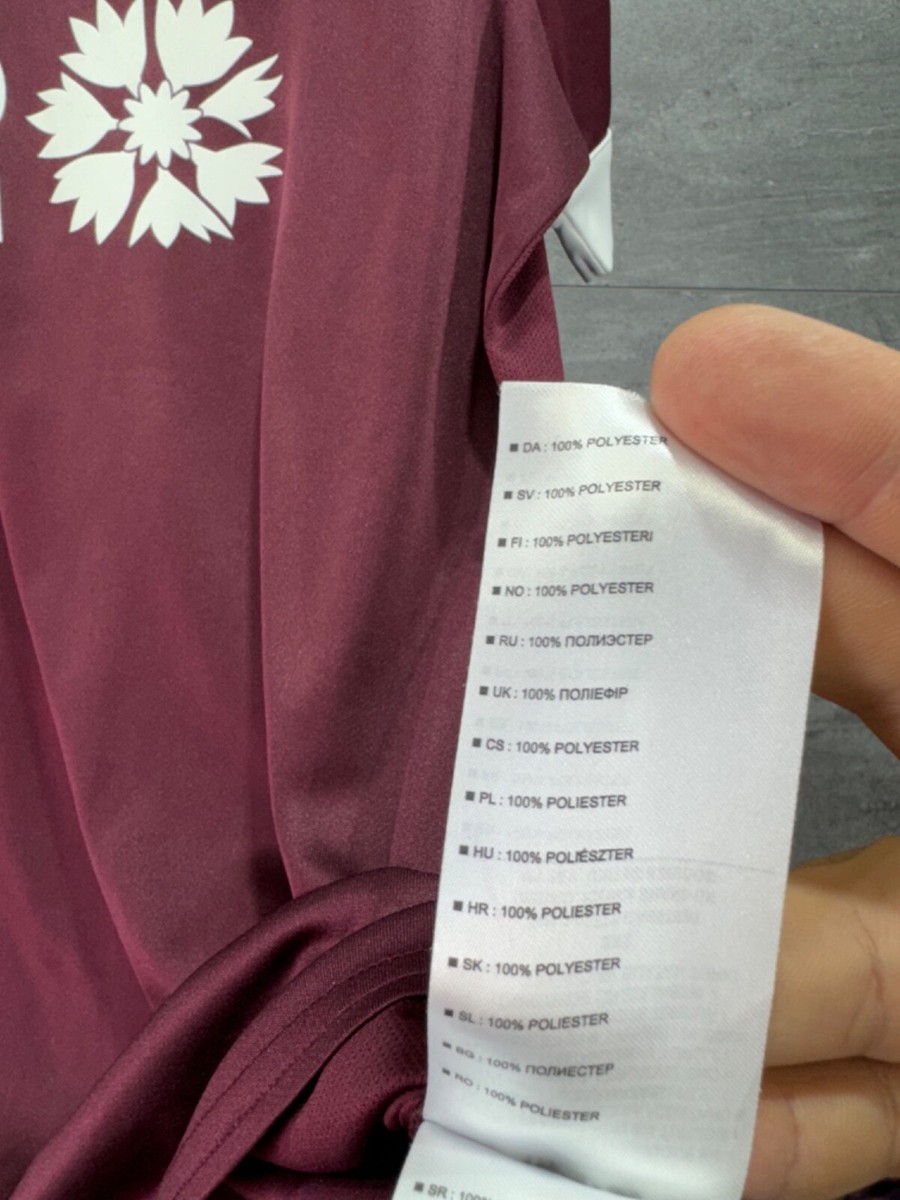 ■ DA : 100% POLYESTER
■ SV : 100% POLYESTER
■ FI : 100% POLYESTERI
■ NO : 100% POLYESTER
■ RU : 100% ПОЛИЭСТЕР
■ UK : 100% ПОЛІЕФІР
■ CS : 100% POLYESTER
■ PL : 100% POLIESTER
■ HU : 100% POLIÉSZTER
■ HR : 100% POLIESTER
■ SK : 100% POLYESTER
■ SL : 100% POLIESTER
■ BG : 100% ПОЛИЕСТЕР
■ RO : 100% POLIESTER
■ SR : 100%